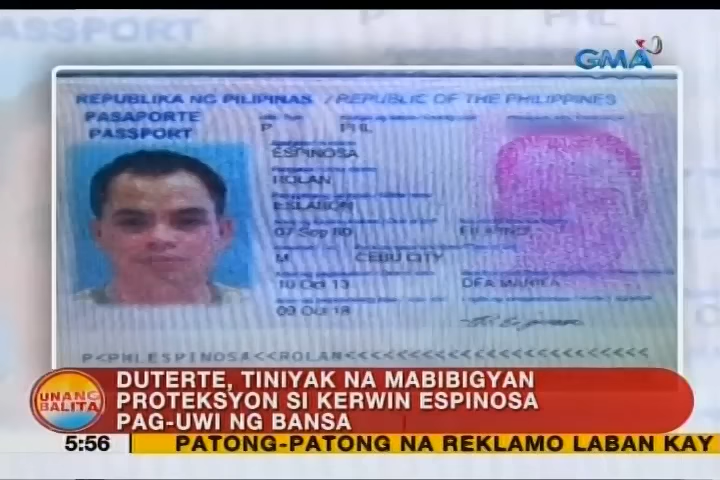 ASSPORT
P PHL
GMA
REPUBLIKA NG PILIPINAS / REPUBLIC OF THE PHILIPPINES
PASAPORTE
PASSPORT
P PHL
ESPINOSA
ROLAN
ESLABON
07 Sep 80 FILIPINO
M CEBU CITY
10 Oct 13 DFA MANILA
09 Oct 18
P<PHLESPINOSA<<ROLAN<<<<<<<<<<<<<<<<<<<<<<<
UNANG
BALITA
DUTERTE, TINIYAK NA MABIBIGYAN
PROTEKSYON SI KERWIN ESPINOSA
PAG-UWI NG BANSA
5:56 PATONG-PATONG NA REKLAMO LABAN KAY